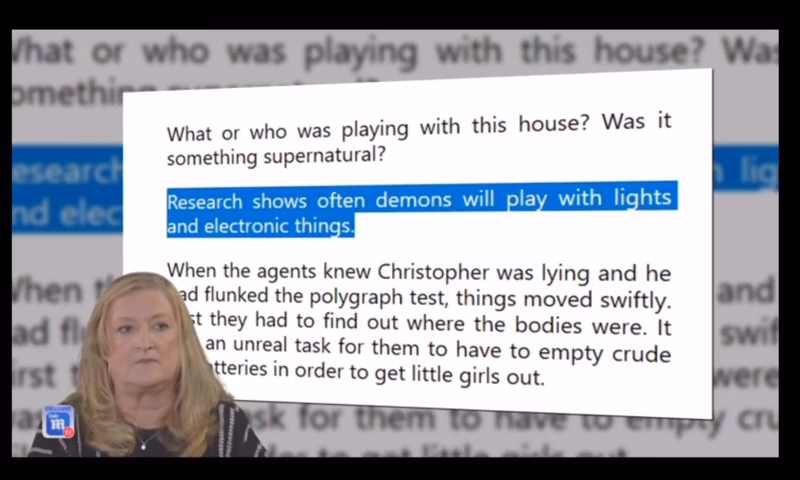 What or who was playing with this house? Was it
something supernatural?
Research shows often demons will play with lights
and electronic things.
When the agents knew Christopher was lying and he
flunked the polygraph test, things moved swiftly.
they had to find out where the bodies were. It
an unreal task for them to have to empty crude
in order to get little girls out.